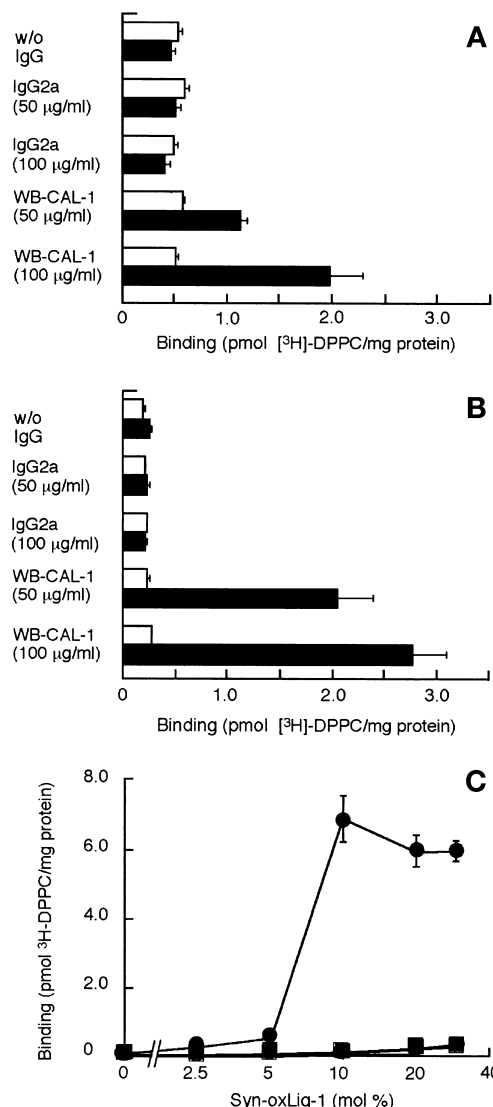 A
w/o
IgG
IgG2a
(50 μg/ml)
IgG2a
(100 μg/ml)
WB-CAL-1
(50 μg/ml)
WB-CAL-1
(100 μg/ml)
0 1.0 2.0 3.0
Binding (pmol [³H]-DPPC/mg protein)
B
w/o
IgG
IgG2a
(50 μg/ml)
IgG2a
(100 μg/ml)
WB-CAL-1
(50 μg/ml)
WB-CAL-1
(100 μg/ml)
0 1.0 2.0 3.0
Binding (pmol [³H]-DPPC/mg protein)
C
Binding (pmol ³H-DPPC/mg protein)
8.0
6.0
4.0
2.0
0
0 2.5 5 10 20 40
Syn-oxLig-1 (mol %)